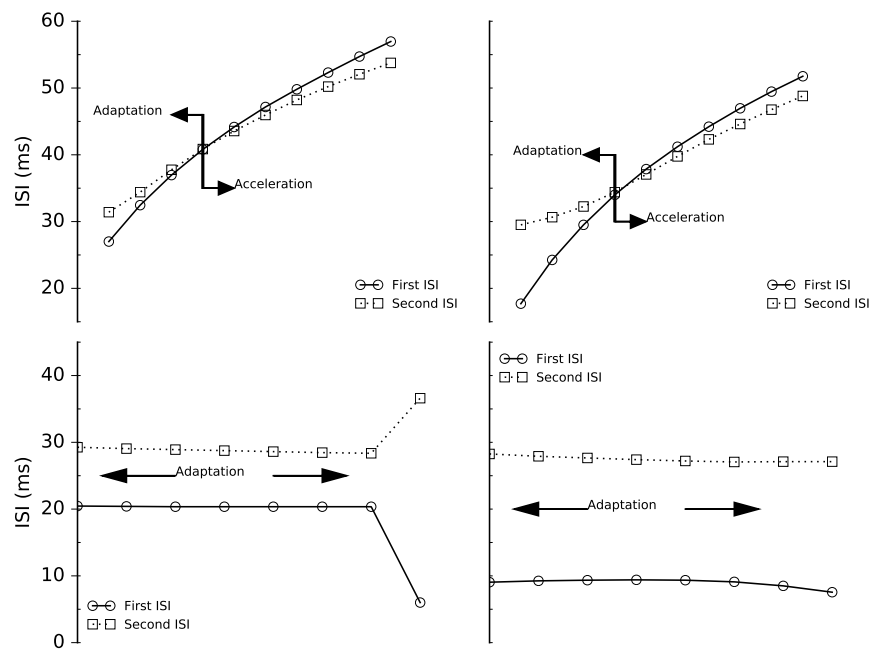 60
50
40
30
20
ISI (ms)
Adaptation
Acceleration
First ISI
Second ISI
Adaptation
Acceleration
First ISI
Second ISI
40
30
20
10
0
ISI (ms)
Adaptation
First ISI
Second ISI
First ISI
Second ISI
Adaptation